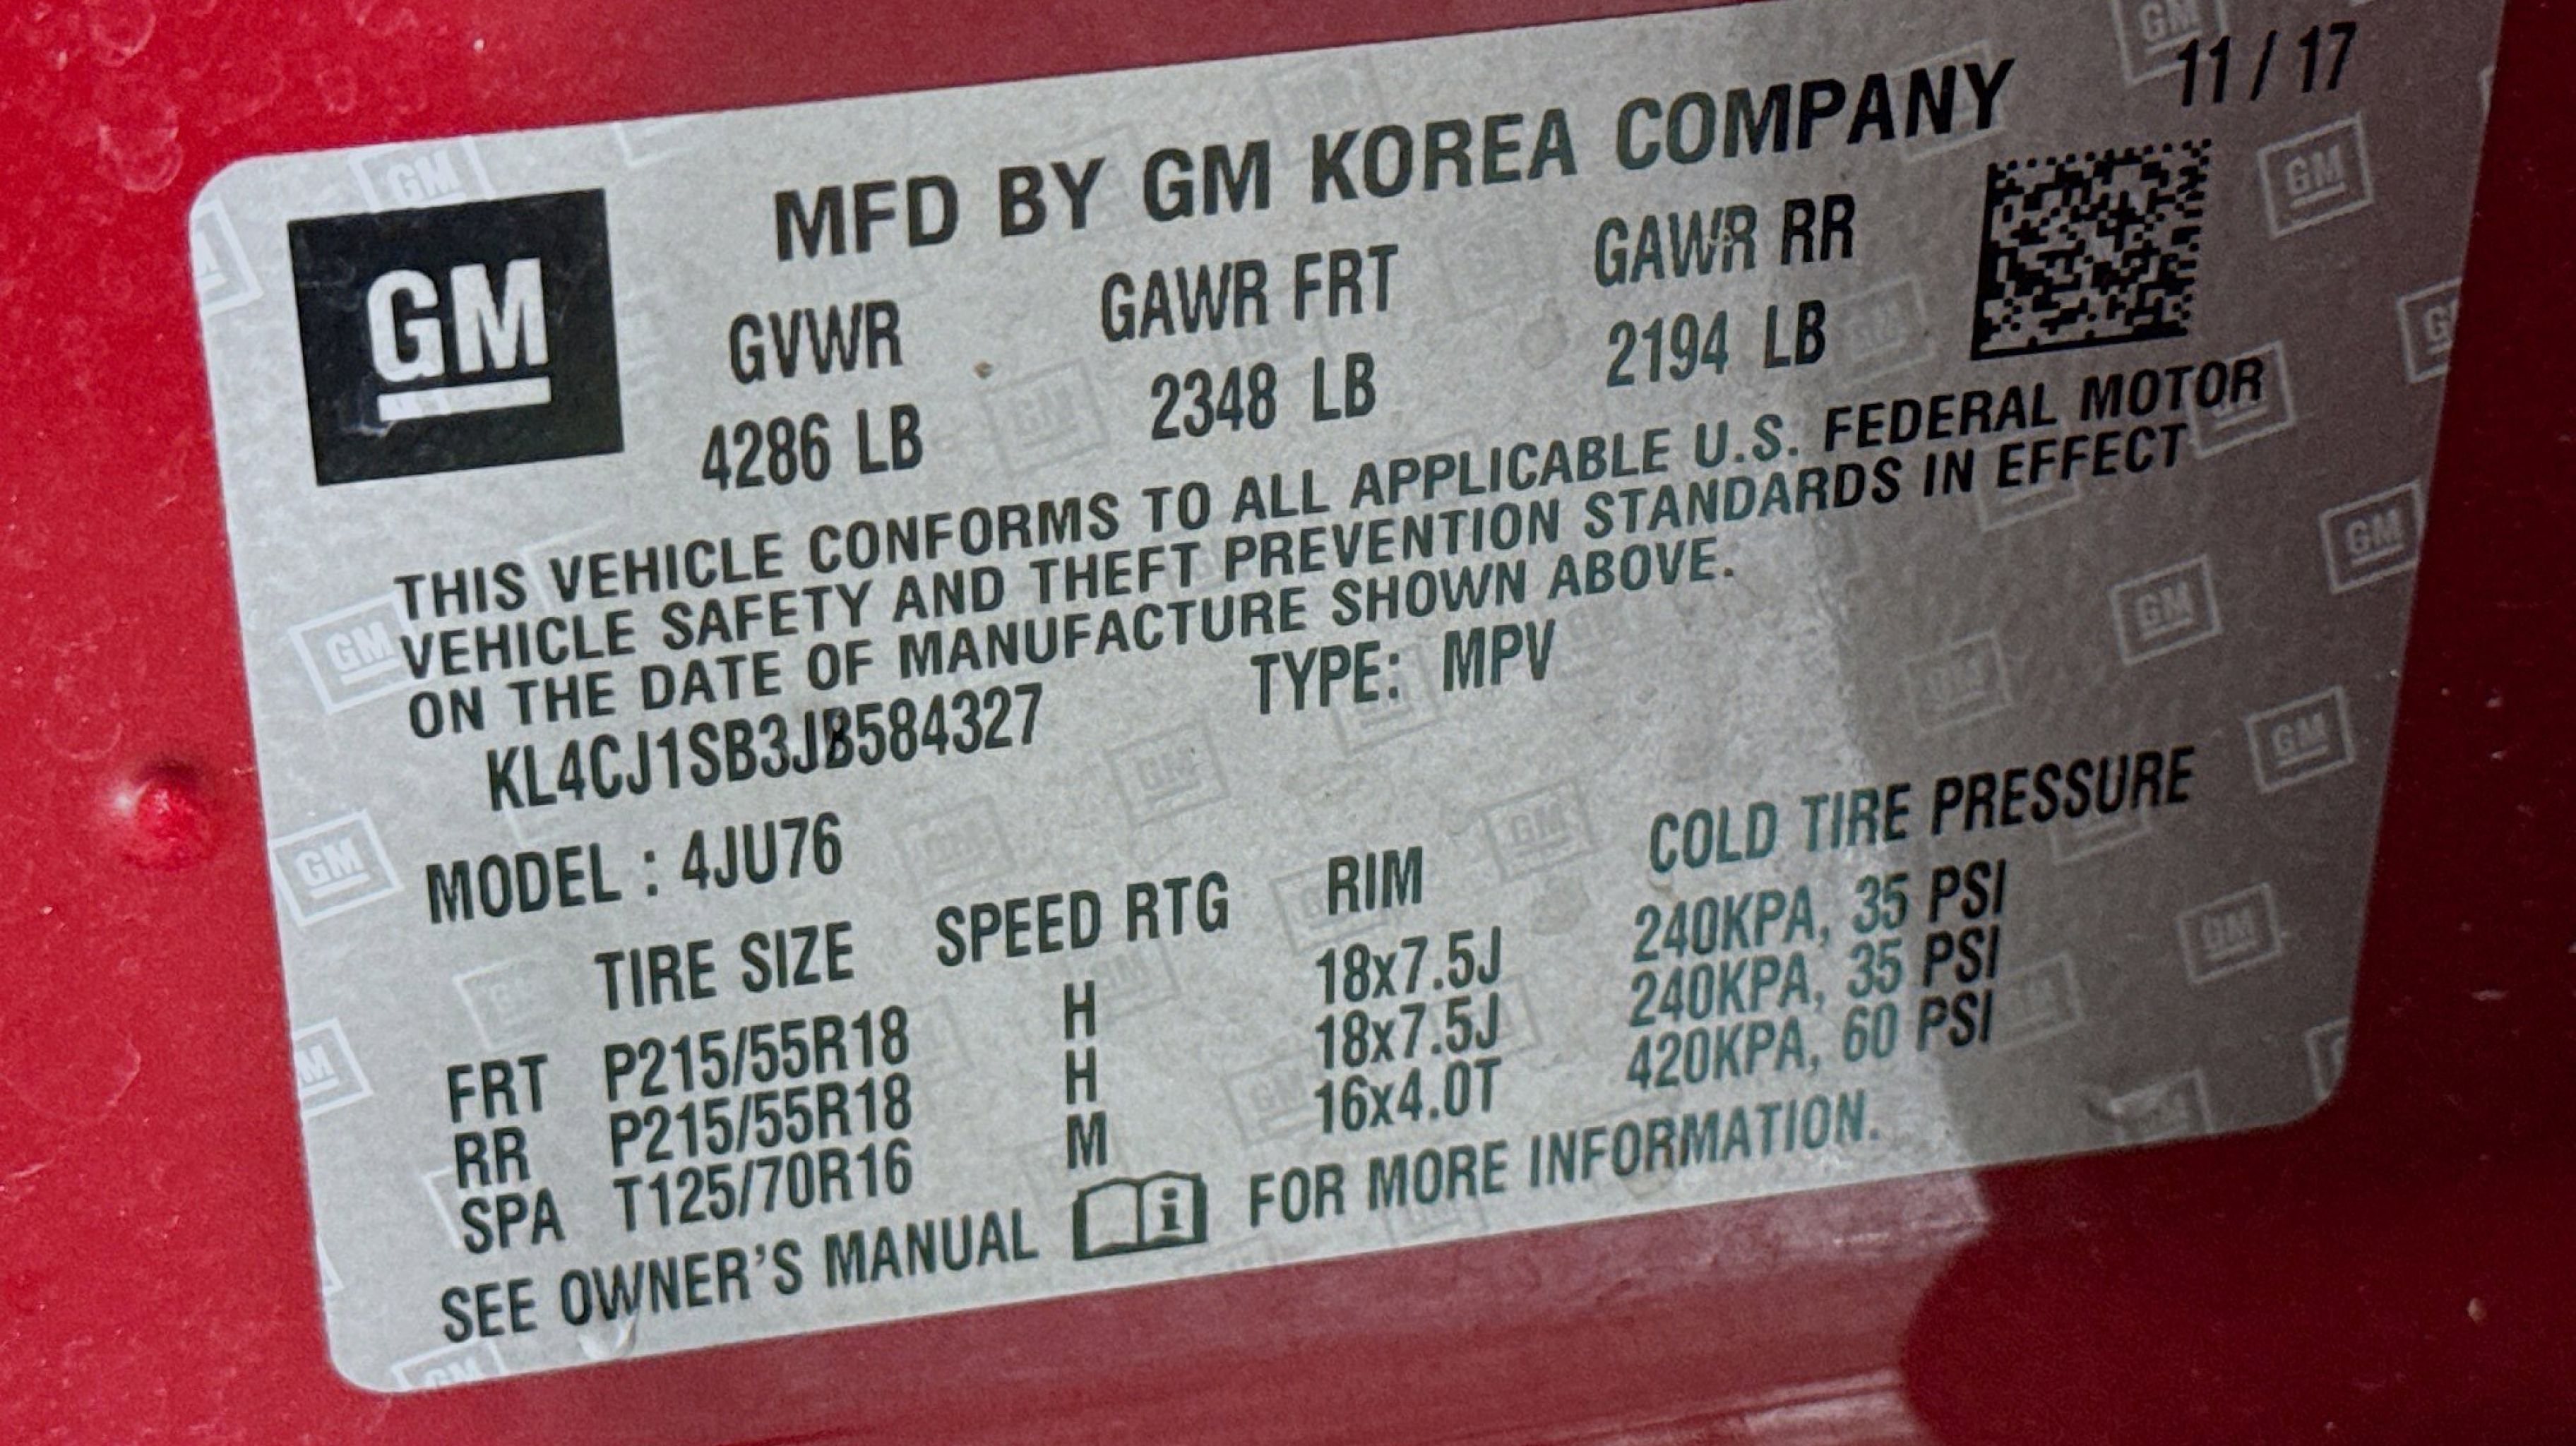 11 / 17
MFD BY GM KOREA COMPANY
GM
GVWR GAWR FRT GAWR RR
4286 LB 2348 LB 2194 LB
THIS VEHICLE CONFORMS TO ALL APPLICABLE U.S. FEDERAL MOTOR
VEHICLE SAFETY AND THEFT PREVENTION STANDARDS IN EFFECT
ON THE DATE OF MANUFACTURE SHOWN ABOVE.
KL4CJ1SB3JB584327 TYPE: MPV
MODEL : 4JU76
TIRE SIZE SPEED RTG RIM COLD TIRE PRESSURE
FRT P215/55R18 H 18x7.5J 240KPA, 35 PSI
RR P215/55R18 H 18x7.5J 240KPA, 35 PSI
SPA T125/70R16 M 16x4.0T 420KPA, 60 PSI
SEE OWNER'S MANUAL i FOR MORE INFORMATION.